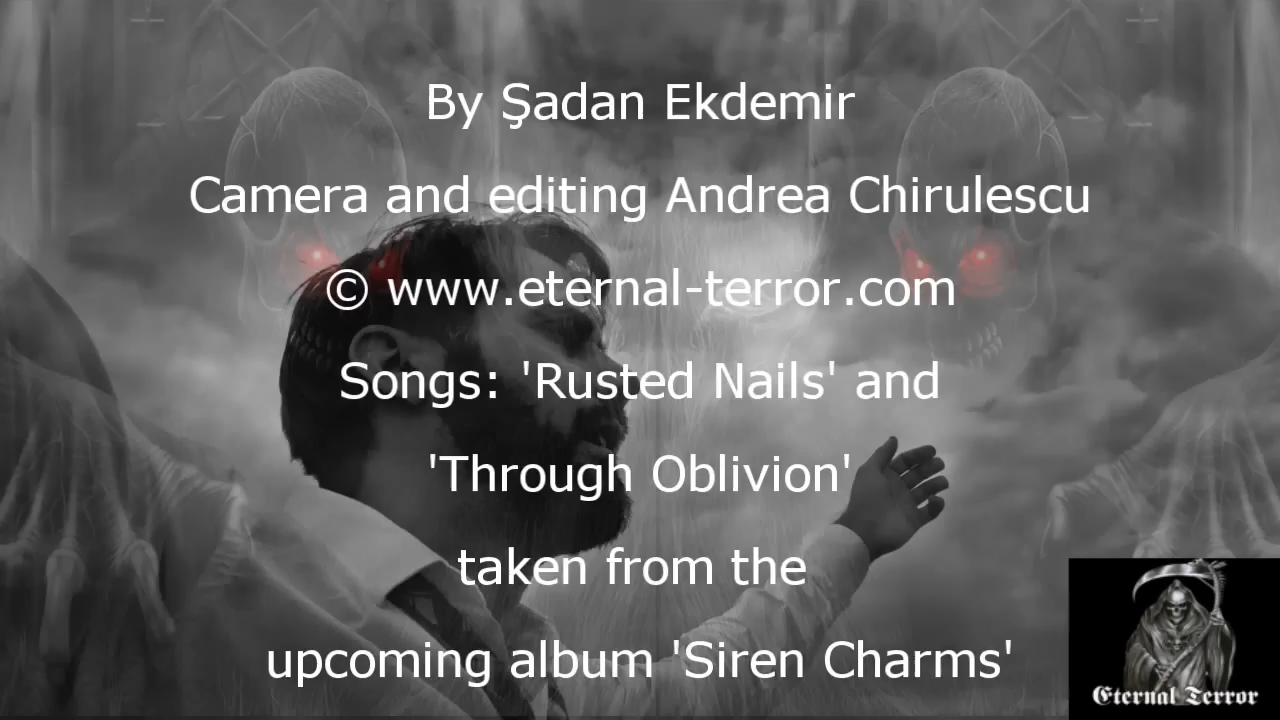 By Şadan Ekdemir
Camera and editing Andrea Chirulescu
© www.eternal-terror.com
Songs: 'Rusted Nails' and
'Through Oblivion'
taken from the
upcoming album 'Siren Charms'
Eternal Terror